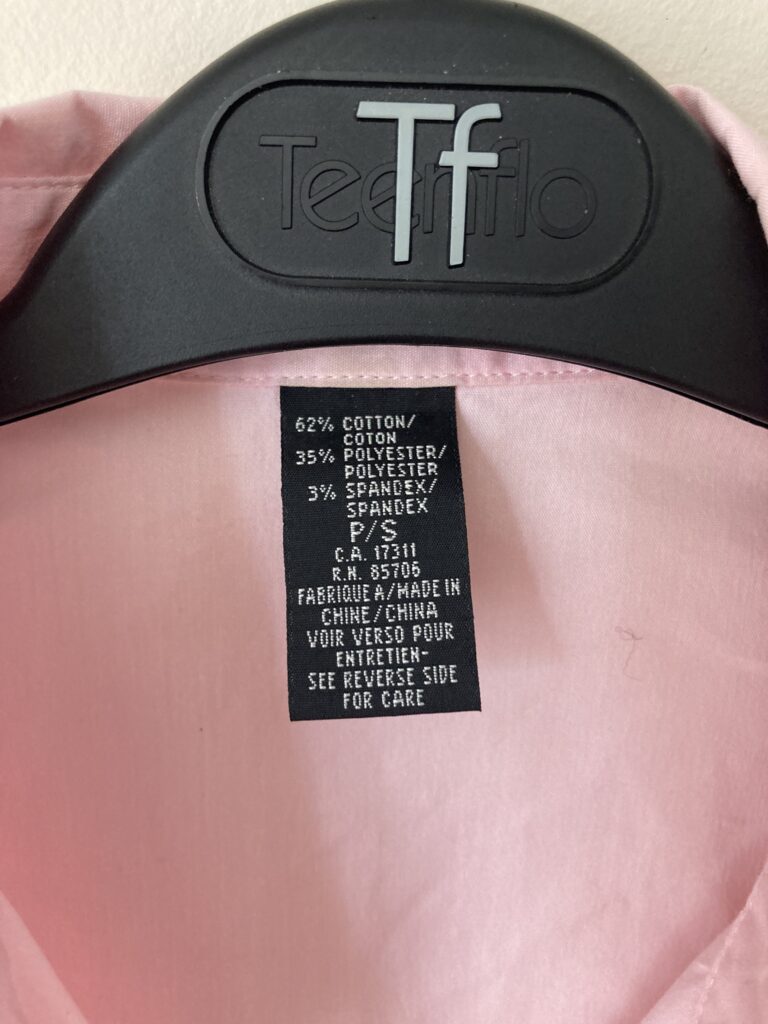 Teenflo
Tf
62% COTTON/
COTON
35% POLYESTER/
POLYESTER
3% SPANDEX/
SPANDEX
P/S
C.A. 17311
R.N. 85706
FABRIQUE A/MADE IN
CHINE/CHINA
VOIR VERSO POUR
ENTRETIEN-
SEE REVERSE SIDE
FOR CARE